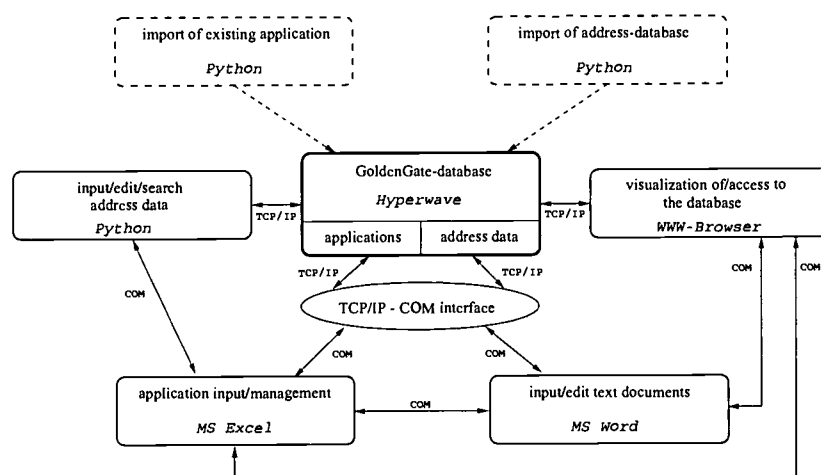 import of existing application
Python
import of address-database
Python
GoldenGate-database
Hyperwave
applications
address data
input/edit/search
address data
Python
TCP/IP
TCP/IP
visualization of/access to
the database
WWW-Browser
TCP/IP
TCP/IP
COM
COM
COM
TCP/IP - COM interface
COM
COM
application input/management
MS Excel
COM
input/edit text documents
MS Word